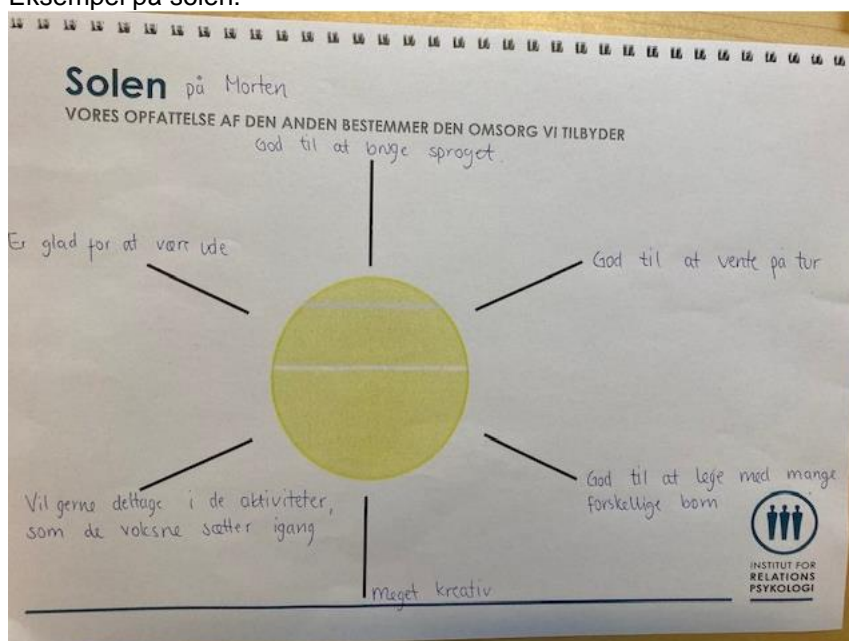 Eksempel på solen:
Solen på Morten
VORES OPFATTELSE AF DEN ANDEN BESTEMMER DEN OMSORG VI TILBYDER
God til at bruge sproget.
Er glad for at være ude
God til at vente på tur
Vil gerne deltage i de aktiviteter,
som de voksne sætter igang
God til at lege med mange
forskellige børn
Meget kreativ
INSTITUT FOR
RELATIONS
PSYKOLOGI